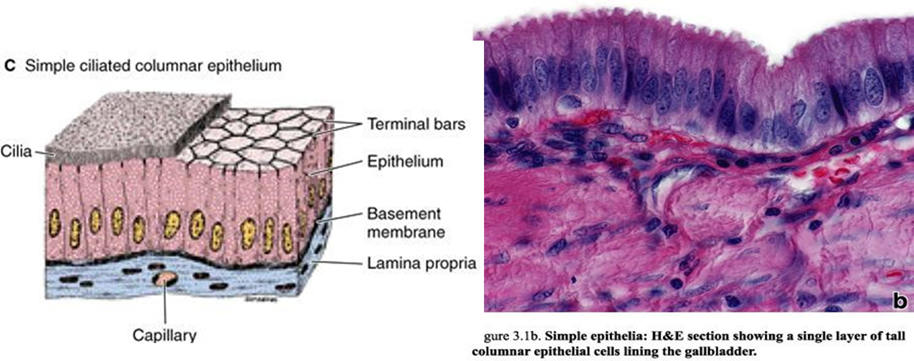 C Simple ciliated columnar epithelium
Cilia
Terminal bars
Epithelium
Basement
membrane
Lamina propria
Capillary
b
gure 3.1b. Simple epithelia: H&E section showing a single layer of tall
columnar epithelial cells lining the gallbladder.